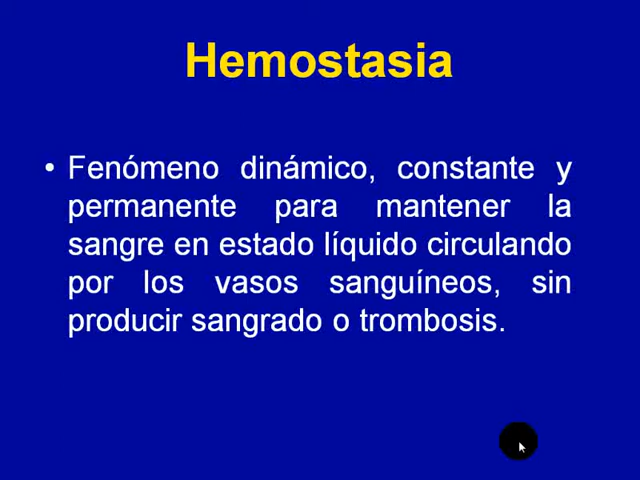 Hemostasia
• Fenómeno dinámico, constante y
permanente para mantener la
sangre en estado líquido circulando
por los vasos sanguíneos, sin
producir sangrado o trombosis.